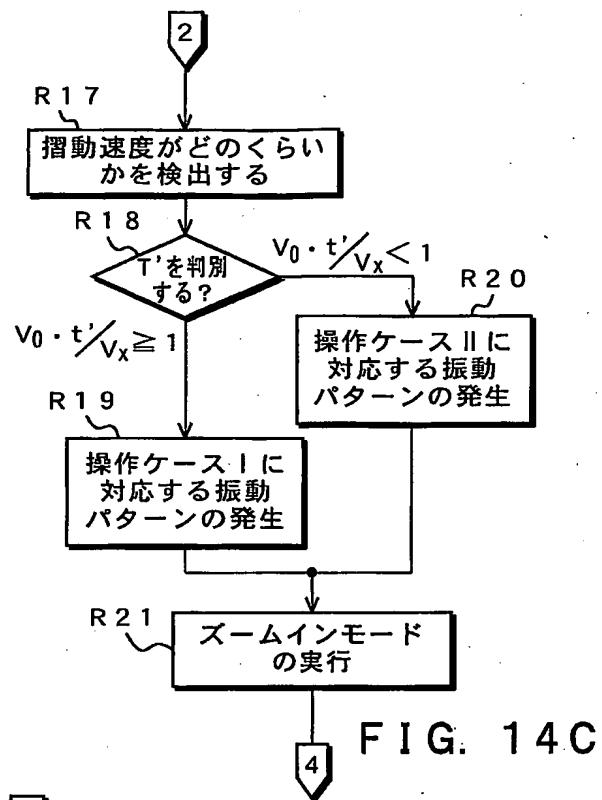 2
R17
摺動速度がどのくらい
かを検出する
R18
T'を判別
する?
V0・t'/Vx<1
R20
V0・t'/Vx≧1
操作ケースⅡに
対応する振動
パターンの発生
R19
操作ケースⅠに
対応する振動
パターンの発生
R21
ズームインモード
の実行
FIG. 14C
4